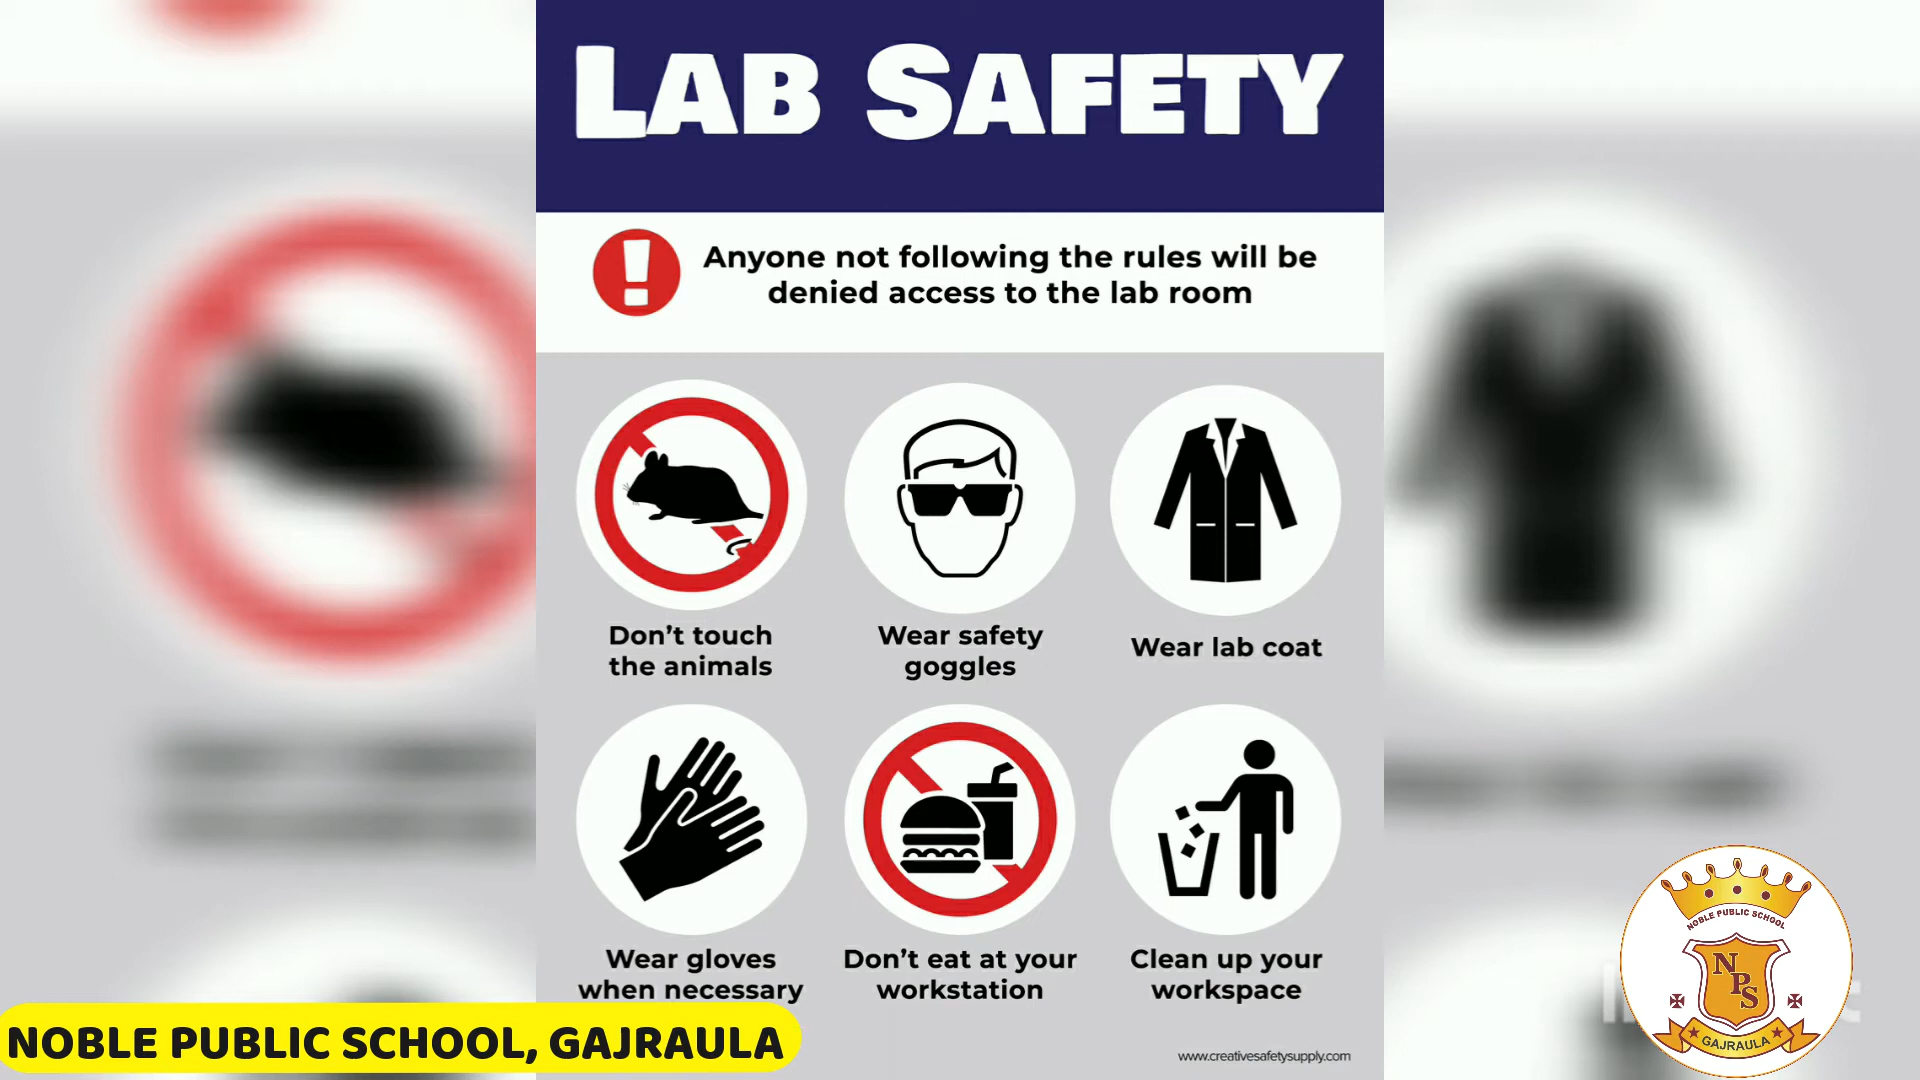 LAB SAFETY
Anyone not following the rules will be
denied access to the lab room
Don't touch
the animals
Wear safety
goggles
Wear lab coat
Wear gloves
when necessary
Don't eat at your
workstation
Clean up your
workspace
www.creativesafetysupply.com
NOBLE PUBLIC SCHOOL, GAJRAULA
NOBLE PUBLIC SCHOOL
NPS
GAJRAULA